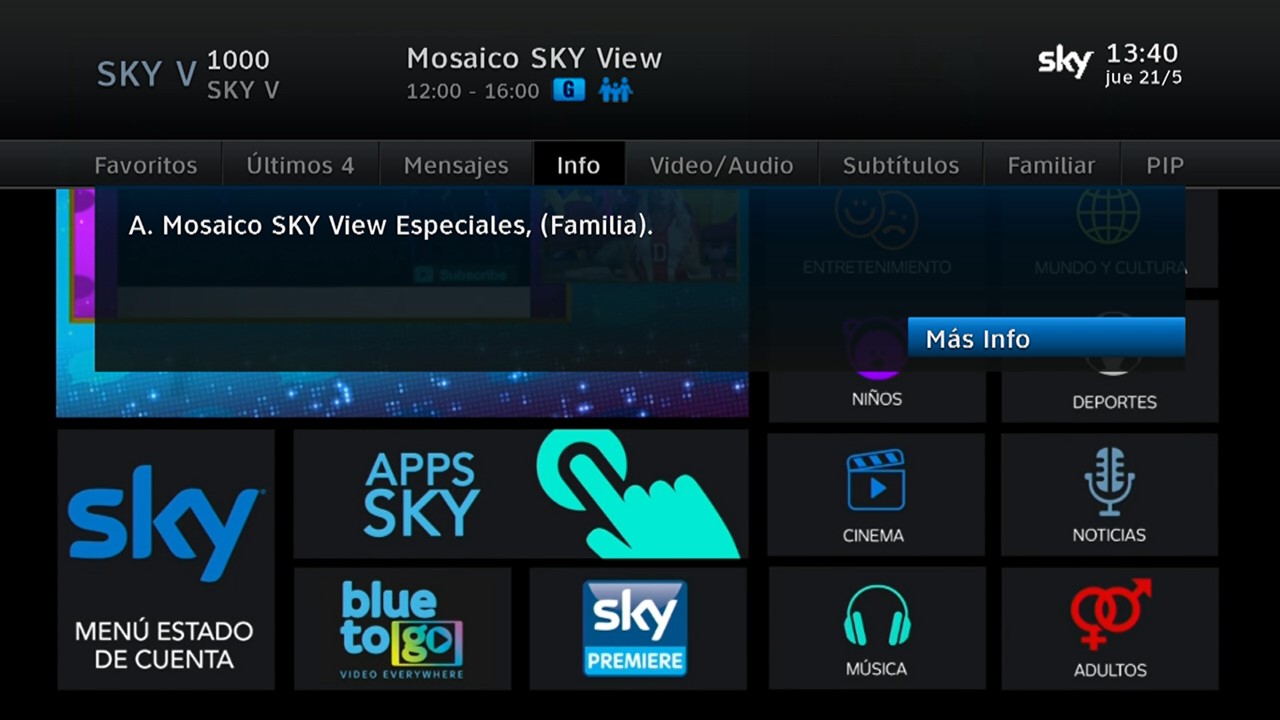 SKY V
1000
SKY V
Mosaico SKY View
12:00 - 16:00 G
sky 13:40
jue 21/5
Favoritos Últimos 4 Mensajes Info Video/Audio Subtítulos Familiar PIP
A. Mosaico SKY View Especiales, (Familia).
Subscribe
ENTRETENIMIENTO
MUNDO Y CULTURA
Más Info
NIÑOS
DEPORTES
sky
MENÚ ESTADO
DE CUENTA
APPS
SKY
CINEMA
NOTICIAS
blue
to go
VIDEO EVERYWHERE
sky
PREMIERE
MÚSICA
ADULTOS